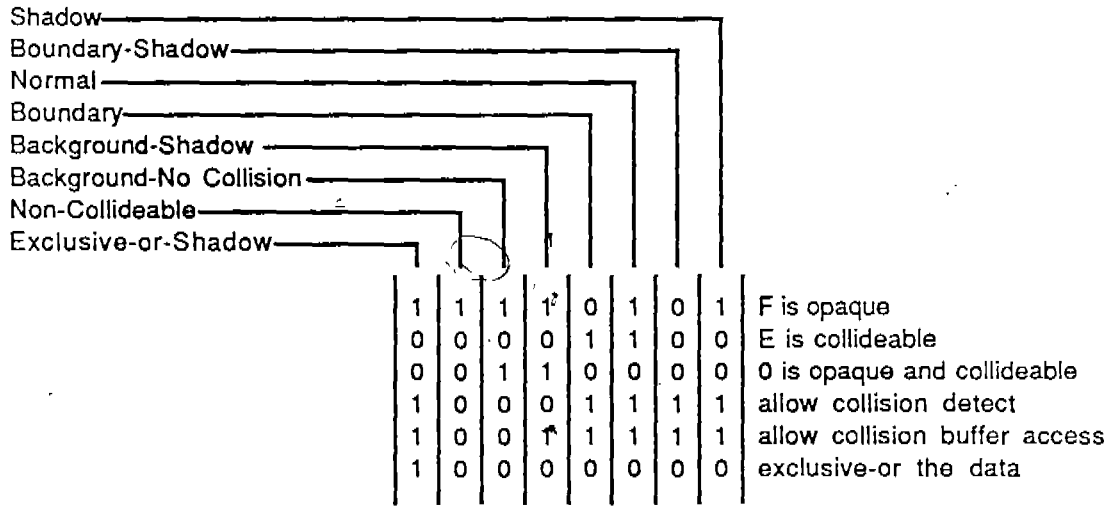 Shadow
Boundary-Shadow
Normal
Boundary
Background-Shadow
Background-No Collision
Non-Collideable
Exclusive-or-Shadow
1 1 1 1 0 1 0 1 F is opaque
0 0 0 0 1 1 0 0 E is collideable
0 0 1 1 0 0 0 0 0 is opaque and collideable
1 0 0 0 1 1 1 1 allow collision detect
1 0 0 1 1 1 1 1 allow collision buffer access
1 0 0 0 0 0 0 0 exclusive-or the data